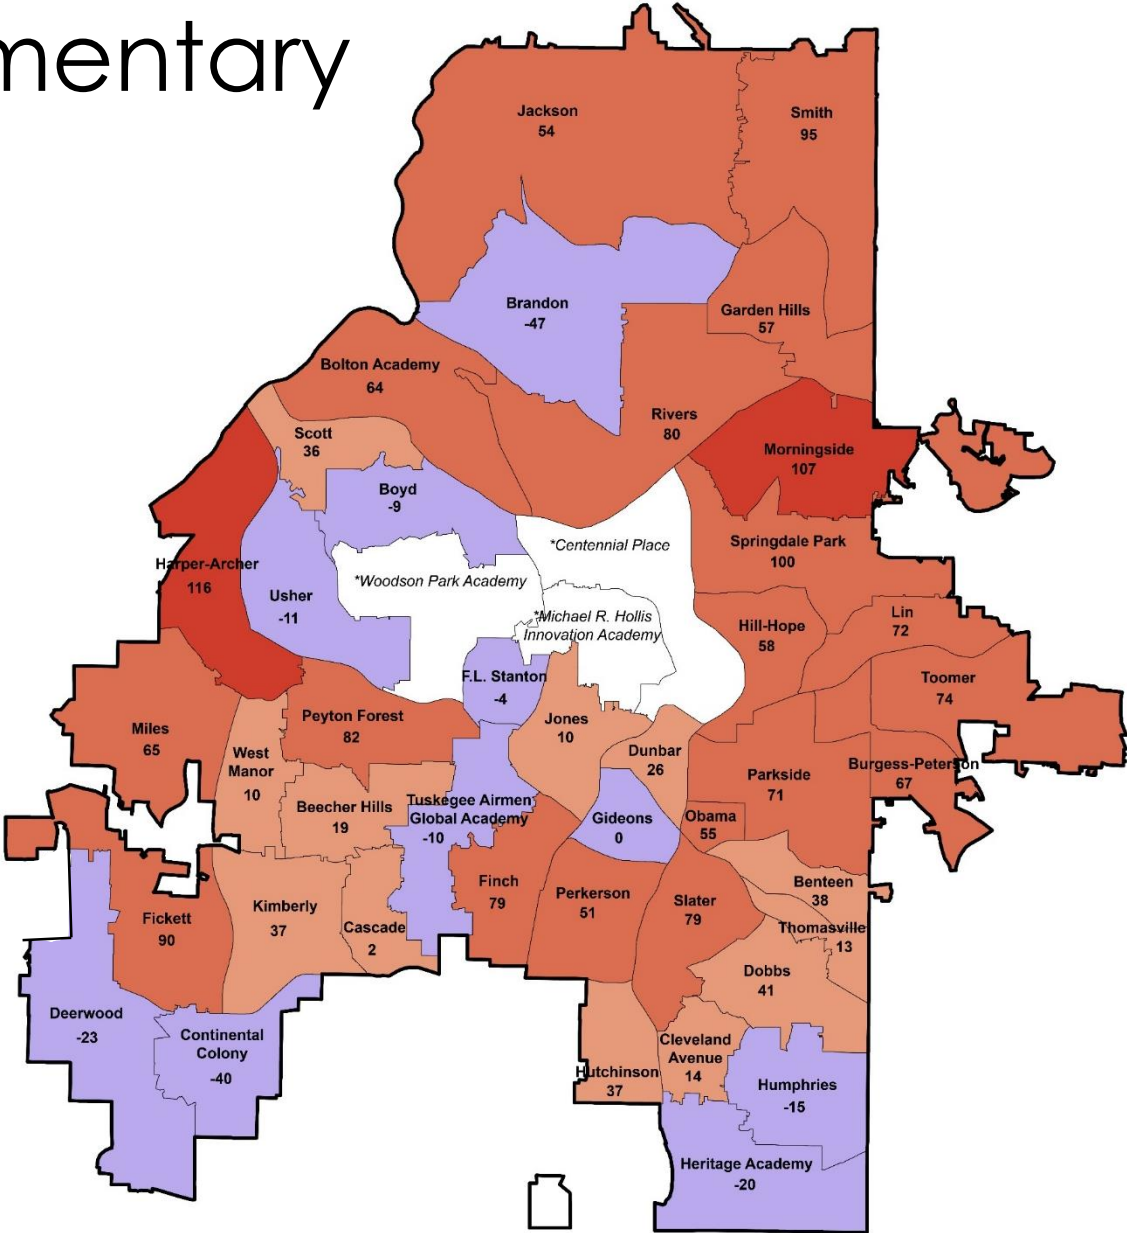 mentary
Jackson
54
Smith
95
Brandon
-47
Garden Hills
57
Bolton Academy
64
Rivers
80
Scott
36
Morningside
107
Boyd
-9
Springdale Park
100
*Centennial Place
*Woodson Park Academy
Harper-Archer
116
Usher
-11
*Michael R. Hollis
Innovation Academy
Hill-Hope
58
Lin
72
F.L. Stanton
-4
Toomer
74
Jones
10
Peyton Forest
82
Miles
65
West
Manor
10
Dunbar
26
Burgess-Peterson
67
Parkside
71
Beecher Hills
19
Tuskegee Airmen
Global Academy
-10
Gideons
0
Obama
55
Finch
79
Perkerson
51
Slater
79
Benteen
38
Fickett
90
Kimberly
37
Cascade
2
Thomasville
13
Dobbs
41
Deerwood
-23
Continental
Colony
-40
Cleveland
Avenue
14
Hutchinson
37
Humphries
-15
Heritage Academy
-20